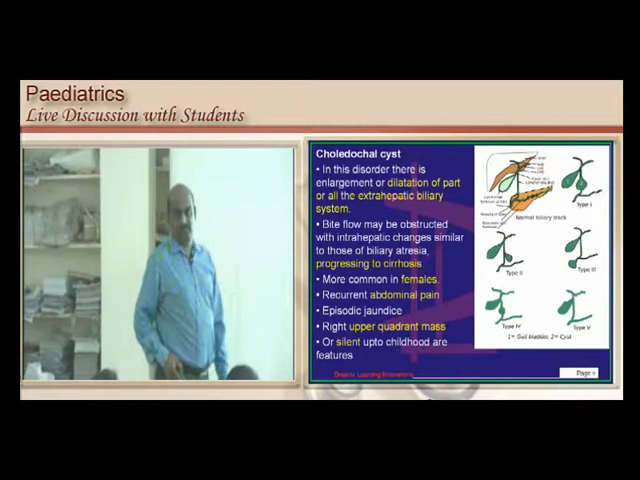 Paediatrics
Live Discussion with Students
Choledochal cyst
• In this disorder there is
enlargement or dilatation of part
or all the extrahepatic biliary
system.
• Bite flow may be obstructed
with intrahepatic changes similar
to those of biliary atresia,
progressing to cirrhosis
• More common in females.
• Recurrent abdominal pain
• Episodic jaundice
• Right upper quadrant mass
• Or silent upto childhood are
features
Normal biliary track
Type I
Type II
Type III
Type IV
Type V
1= Gall bladder, 2= Cyst
Page